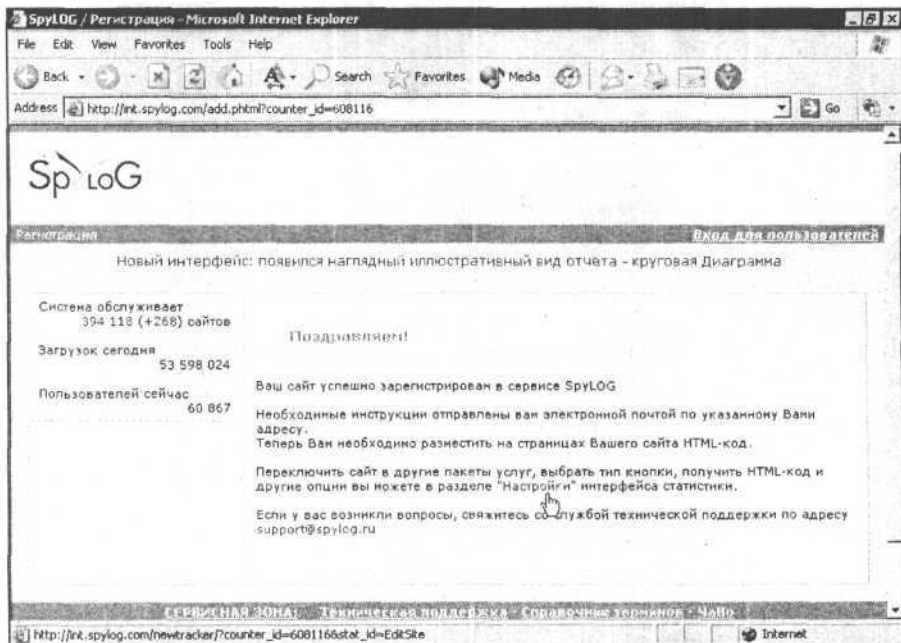 SpyLOG / Регистрация - Microsoft Internet Explorer
File Edit View Favorites Tools Help
Back Search Favorites Media
Address http://int.spylog.com/add.phtml?counter_id=608116 Go
SpyLOG
Регистрация Вход для пользователей
Новый интерфейс: появился наглядный иллюстративный вид отчета - круговая Диаграмма
Система обслуживает
394 118 (+268) сайтов
Загрузок сегодня
53 598 024
Пользователей сейчас
60 867
Поздравляем!
Ваш сайт успешно зарегистрирован в сервисе SpyLOG
Необходимые инструкции отправлены вам электронной почтой по указанному Вами
адресу.
Теперь Вам необходимо разместить на страницах Вашего сайта HTML-код.
Переключить сайт в другие пакеты услуг, выбрать тип кнопки, получить HTML-код и
другие опции вы можете в разделе "Настройки" интерфейса статистики.
Если у вас возникли вопросы, свяжитесь со службой технической поддержки по адресу
support@spylog.ru
СЕРВИСНАЯ ЗОНА: Техническая поддержка · Справочник терминов · ЧаВо
http://int.spylog.com/newtracker/?counter_id=608116&stat_id=EditSite Internet